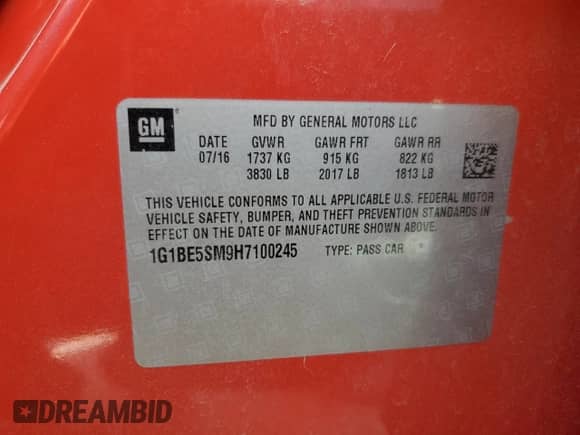 GM
MFD BY GENERAL MOTORS LLC
DATE GVWR GAWR FRT GAWR RR
07/16 1737 KG 915 KG 822 KG
3830 LB 2017 LB 1813 LB
THIS VEHICLE CONFORMS TO ALL APPLICABLE U.S. FEDERAL MOTOR
VEHICLE SAFETY, BUMPER, AND THEFT PREVENTION STANDARDS IN
EFFECT ON THE DATE OF MANUFACTURE SHOWN ABOVE.
1G1BE5SM9H7100245 TYPE: PASS CAR
DREAMBID